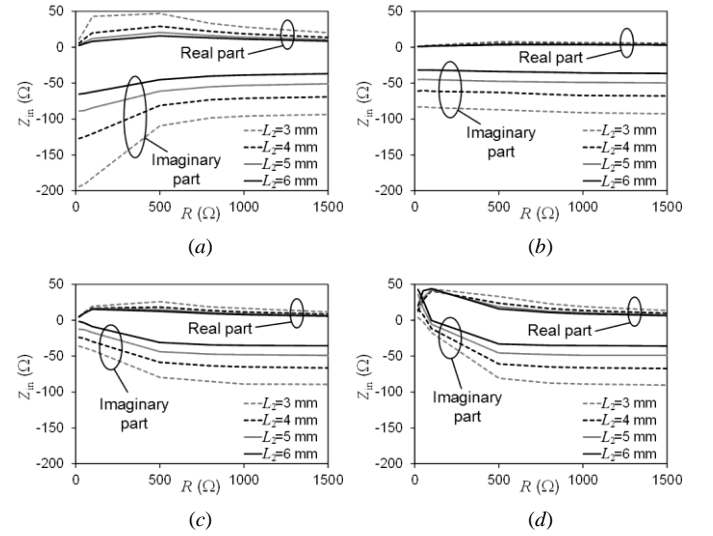 50
0
-50
-100
-150
-200
Z_in (Ω)
Real part
Imaginary part
L2=3 mm
L2=4 mm
L2=5 mm
L2=6 mm
0 500 1000 1500
R (Ω)
(a)
50
0
-50
-100
-150
-200
Z_in (Ω)
Real part
Imaginary part
L2=3 mm
L2=4 mm
L2=5 mm
L2=6 mm
0 500 1000 1500
R (Ω)
(b)
50
0
-50
-100
-150
-200
Z_in (Ω)
Real part
Imaginary
part
L2=3 mm
L2=4 mm
L2=5 mm
L2=6 mm
0 500 1000 1500
R (Ω)
(c)
50
0
-50
-100
-150
-200
Z_in (Ω)
Real part
Imaginary
part
L2=3 mm
L2=4 mm
L2=5 mm
L2=6 mm
0 500 1000 1500
R (Ω)
(d)